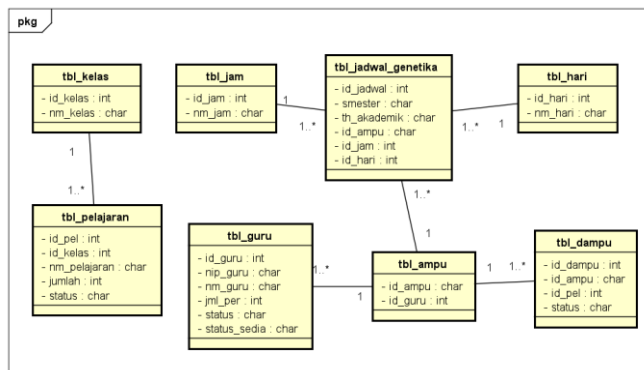 pkg
tbl_kelas
- id_kelas : int
- nm_kelas : char
tbl_jam
- id_jam : int
- nm_jam : char
tbl_jadwal_genetika
- id_jadwal : int
- smester : char
- th_akademik : char
- id_ampu : char
- id_jam : int
- id_hari : int
tbl_hari
- id_hari : int
- nm_hari : char
1
1..*
1..*
1
1
1..*
1..*
1
tbl_pelajaran
- id_pel : int
- id_kelas : int
- nm_pelajaran : char
- jumlah : int
- status : char
tbl_guru
- id_guru : int
- nip_guru : char
- nm_guru : char
- jml_per : int
- status : char
- status_sedia : char
1..*
1
tbl_ampu
- id_ampu : char
- id_guru : int
1
1..*
tbl_dampu
- id_dampu : int
- id_ampu : char
- id_pel : int
- status : char